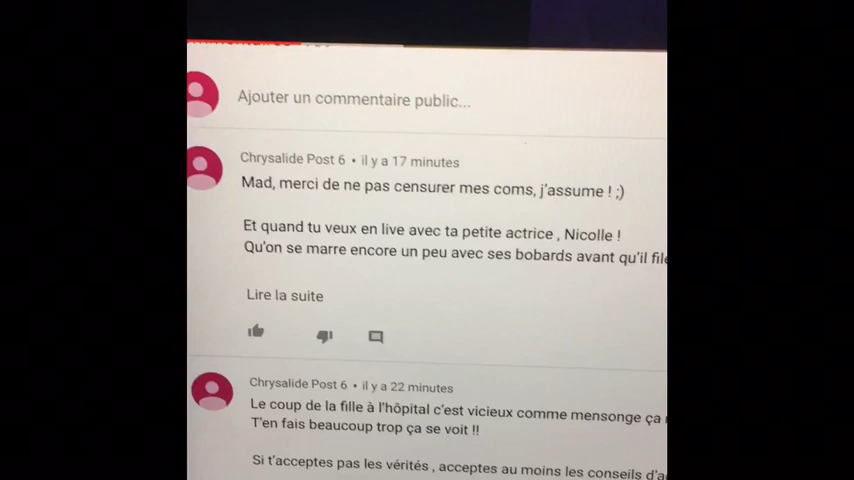 Ajouter un commentaire public...
Chrysalide Post 6 • il y a 17 minutes
Mad, merci de ne pas censurer mes coms, j'assume ! ;)
Et quand tu veux en live avec ta petite actrice , Nicolle !
Qu'on se marre encore un peu avec ses bobards avant qu'il
Lire la suite
Chrysalide Post 6 • il y a 22 minutes
Le coup de la fille à l'hôpital c'est vicieux comme mensonge ça
T'en fais beaucoup trop ça se voit !!
Si t'acceptes pas les vérités , acceptes au moins les conseils